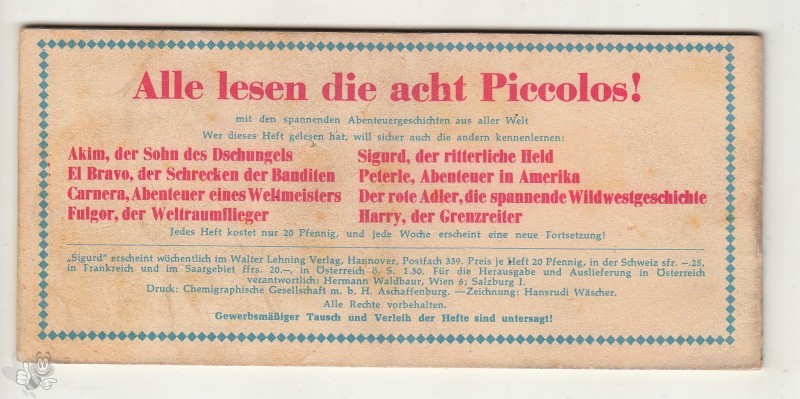 Alle lesen die acht Piccolos!
mit den spannenden Abenteuergeschichten aus aller Welt
Wer dieses Heft gelesen hat, will sicher auch die andern kennenlernen:
Akim, der Sohn des Dschungels
El Bravo, der Schrecken der Banditen
Carnera, Abenteuer eines Weltmeisters
Fulgor, der Weltraumflieger
Sigurd, der ritterliche Held
Peterle, Abenteuer in Amerika
Der rote Adler, die spannende Wildwestgeschichte
Harry, der Grenzreiter
Jedes Heft kostet nur 20 Pfennig, und jede Woche erscheint eine neue Fortsetzung!
„Sigurd" erscheint wöchentlich im Walter Lehning Verlag, Hannover, Postfach 339. Preis je Heft 20 Pfennig, in der Schweiz sfr. —.25,
in Frankreich und im Saargebiet ffrs. 20.—, in Österreich ö. S. 1.50. Für die Herausgabe und Auslieferung in Österreich
verantwortlich: Hermann Waldbaur, Wien 6; Salzburg I.
Druck: Chemigraphische Gesellschaft m. b. H. Aschaffenburg. —Zeichnung: Hansrudi Wäscher.
Alle Rechte vorbehalten.
Gewerbsmäßiger Tausch und Verleih der Hefte sind untersagt!